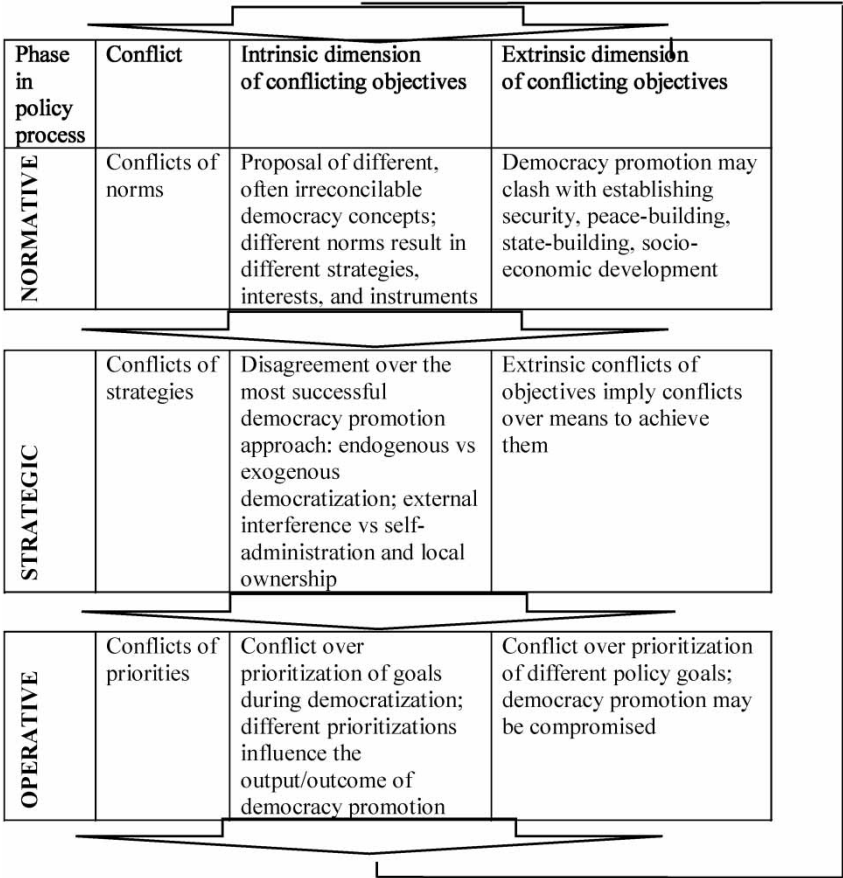 Phase
in
policy
process
Conflict
Intrinsic dimension
of conflicting objectives
Extrinsic dimension
of conflicting objectives
NORMATIVE
Conflicts of
norms
Proposal of different,
often irreconcilable
democracy concepts;
different norms result in
different strategies,
interests, and instruments
Democracy promotion may
clash with establishing
security, peace-building,
state-building, socio-
economic development
STRATEGIC
Conflicts of
strategies
Disagreement over the
most successful
democracy promotion
approach: endogenous vs
exogenous
democratization; external
interference vs self-
administration and local
ownership
Extrinsic conflicts of
objectives imply conflicts
over means to achieve
them
OPERATIVE
Conflicts of
priorities
Conflict over
prioritization of goals
during democratization;
different prioritizations
influence the
output/outcome of
democracy promotion
Conflict over prioritization
of different policy goals;
democracy promotion may
be compromised